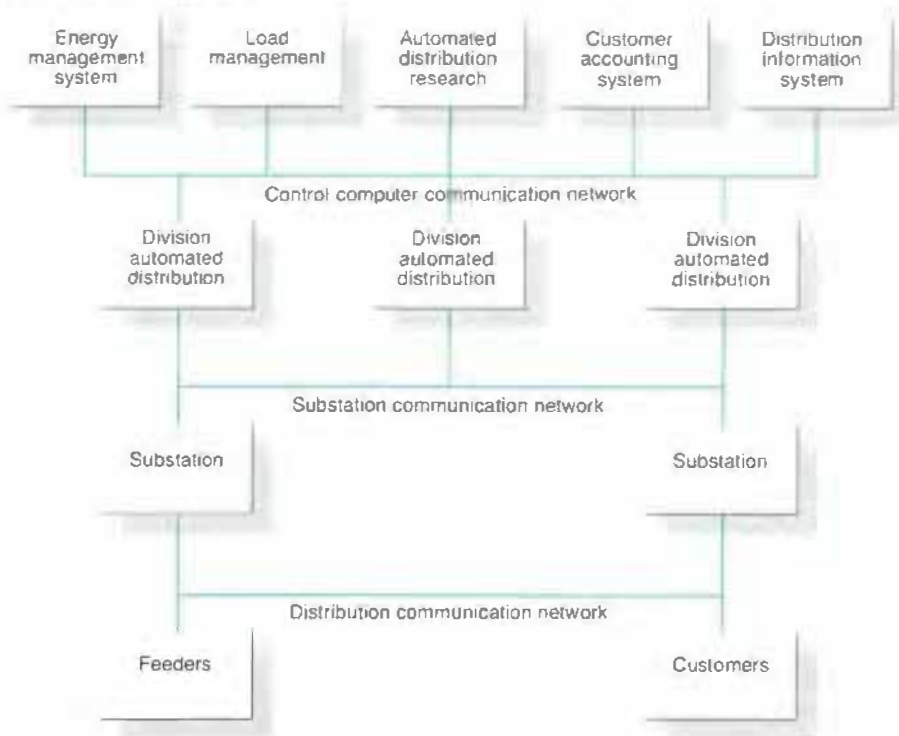 Energy
management
system
Load
management
Automated
distribution
research
Customer
accounting
system
Distribution
information
system
Control computer communication network
Division
automated
distribution
Division
automated
distribution
Division
automated
distribution
Substation communication network
Substation
Substation
Distribution communication network
Feeders
Customers